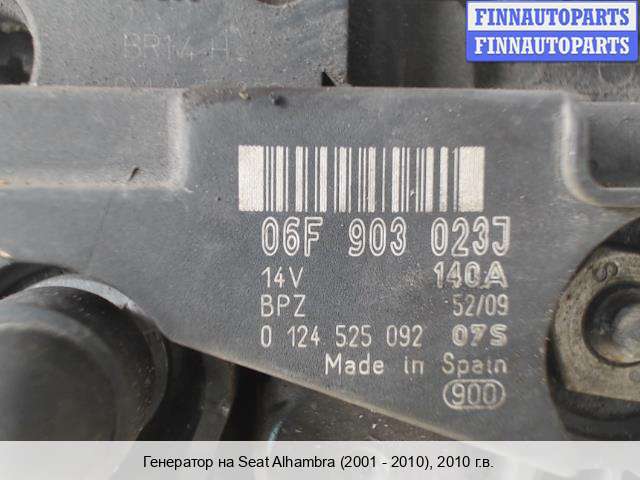 FINNAUTOPARTS
FINNAUTOPARTS
BR14-H
06F 903 023J
14V 140A
BPZ 52/09
0 124 525 092 07S
Made in Spain
900
Генератор на Seat Alhambra (2001 - 2010), 2010 г.в.